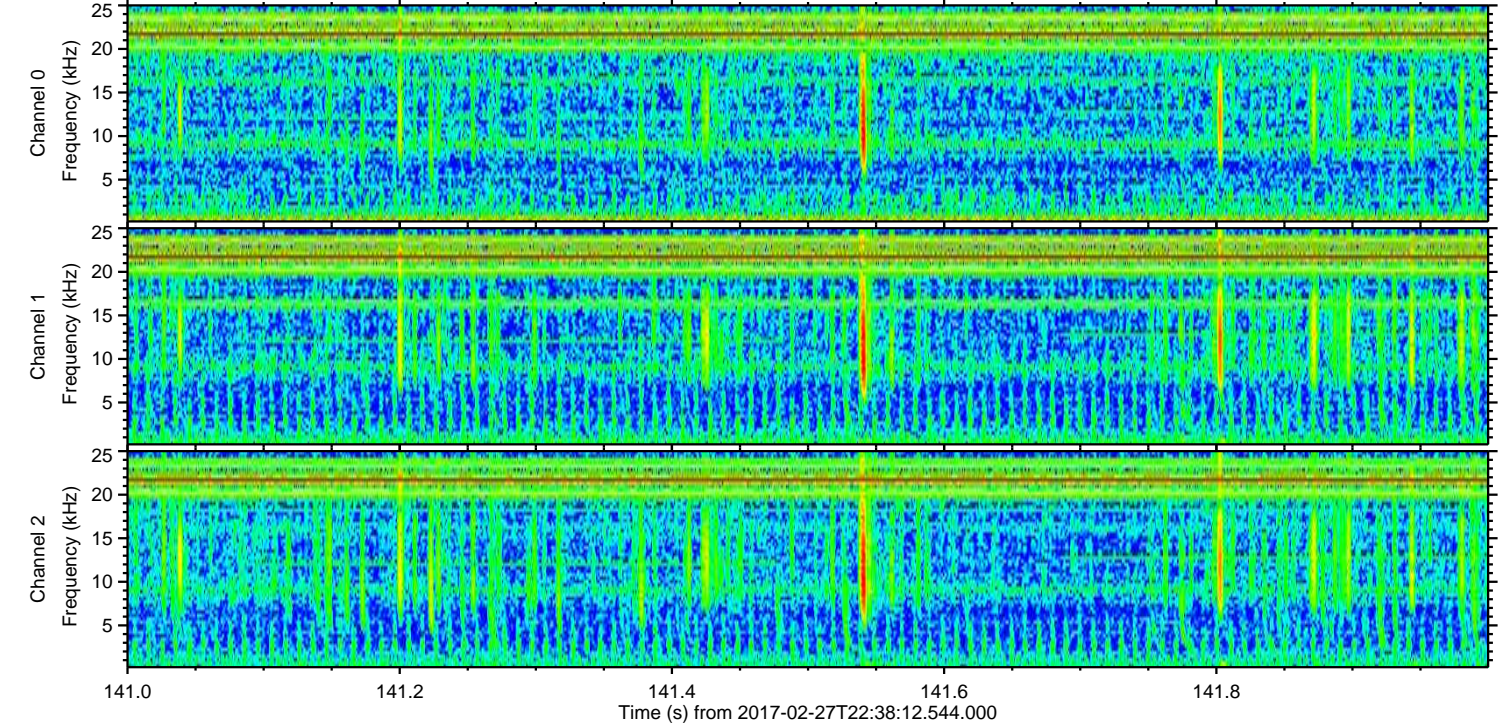 25
20
15
10
5
Channel 0
Frequency (kHz)
25
20
15
10
5
Channel 1
Frequency (kHz)
25
20
15
10
5
Channel 2
Frequency (kHz)
141.0 141.2 141.4 141.6 141.8
Time (s) from 2017-02-27T22:38:12.544.000